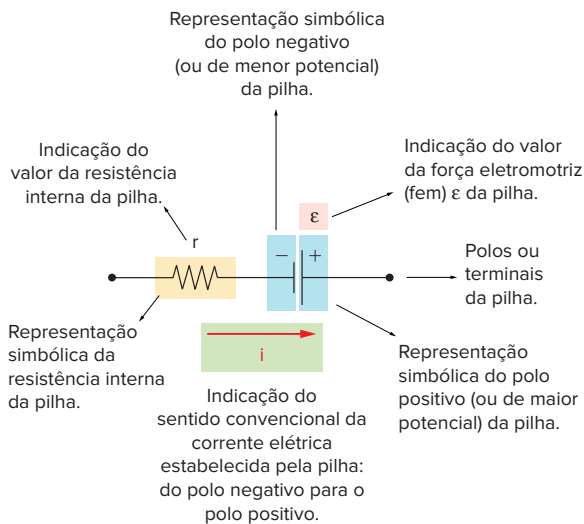 Representação simbólica
do polo negativo
(ou de menor potencial)
da pilha.
Indicação do
valor da resistência
interna da pilha.
Indicação do valor
da força eletromotriz
(fem) ε da pilha.
ε
r
− +
Polos ou
terminais
da pilha.
Representação
simbólica da
resistência interna
da pilha.
i
Representação
simbólica do polo
positivo (ou de maior
potencial) da pilha.
Indicação do
sentido convencional da
corrente elétrica
estabelecida pela pilha:
do polo negativo para o
polo positivo.